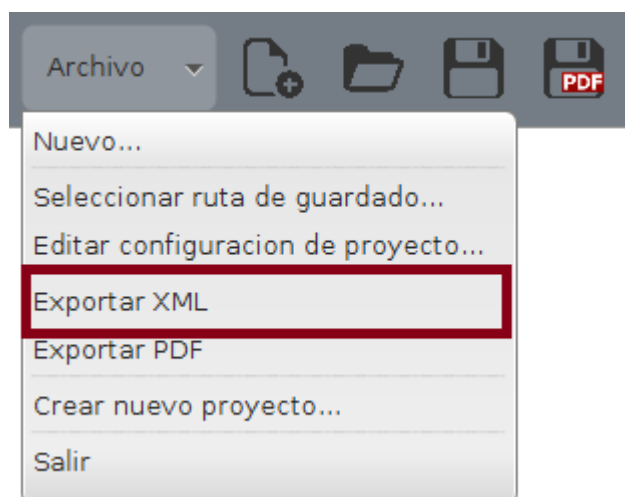 Archivo
PDF
Nuevo...
Seleccionar ruta de guardado...
Editar configuracion de proyecto...
Exportar XML
Exportar PDF
Crear nuevo proyecto...
Salir